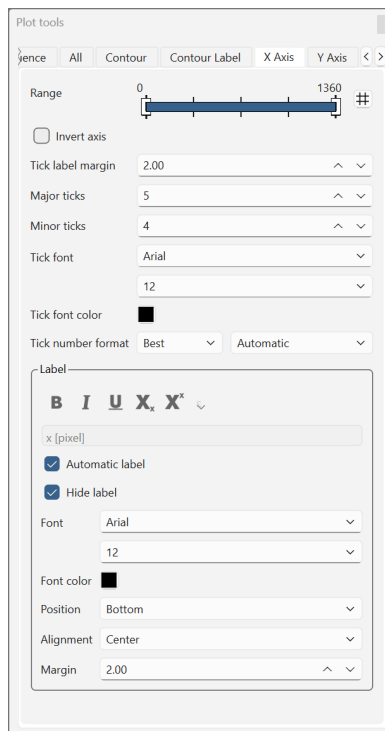 Plot tools
ence All Contour Contour Label X Axis Y Axis
Range 0 1360
Invert axis
Tick label margin 2.00
Major ticks 5
Minor ticks 4
Tick font Arial
12
Tick font color
Tick number format Best Automatic
Label
B I U Xx Xx
x [pixel]
Automatic label
Hide label
Font Arial
12
Font color
Position Bottom
Alignment Center
Margin 2.00